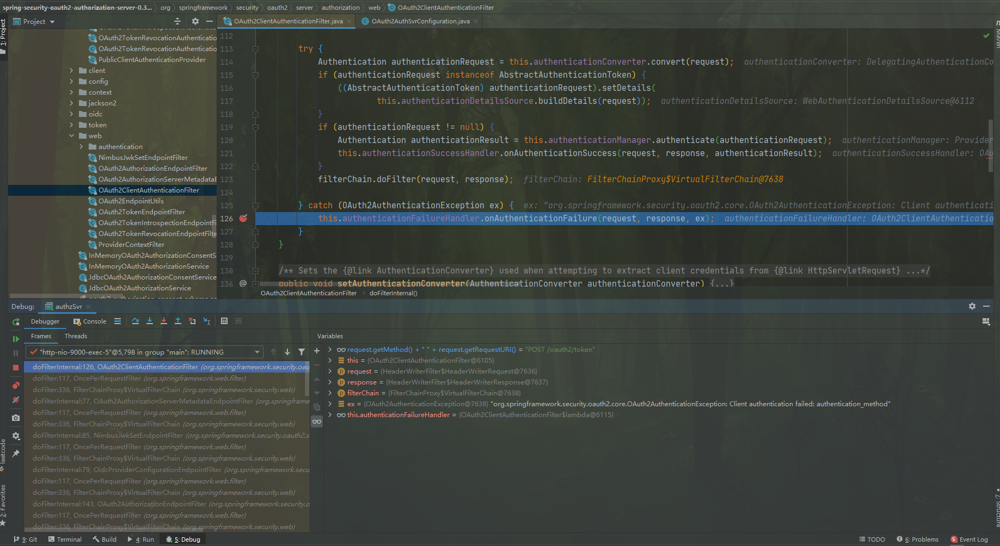 spring-security-oauth2-authorization-server-0.3... org springframework security oauth2 server authorization web OAuth2ClientAuthenticationFilter
1: Project
Project
OAuth2ClientAuthenticationFilter.java
OAuth2AuthSvrConfiguration.java
Maven
OAuth2TokenRevocationAuthenticatio
OAuth2TokenRevocationAuthenticatio
PublicClientAuthenticationProvider
client
config
context
jackson2
oidc
token
web
authentication
NimbusJwkSetEndpointFilter
OAuth2AuthorizationEndpointFilter
OAuth2AuthorizationServerMetadataE
OAuth2ClientAuthenticationFilter
OAuth2EndpointUtils
OAuth2TokenEndpointFilter
OAuth2TokenIntrospectionEndpointFi
OAuth2TokenRevocationEndpointFilte
ProviderContextFilter
InMemoryOAuth2AuthorizationConsentS
InMemoryOAuth2AuthorizationService
JdbcOAuth2AuthorizationConsentService
JdbcOAuth2AuthorizationService
112
113 try {
114 Authentication authenticationRequest = this.authenticationConverter.convert(request); authenticationConverter: DelegatingAuthenticationCo
115 if (authenticationRequest instanceof AbstractAuthenticationToken) {
116 ((AbstractAuthenticationToken) authenticationRequest).setDetails(
117 this.authenticationDetailsSource.buildDetails(request)); authenticationDetailsSource: WebAuthenticationDetailsSource@6112
118 }
119 if (authenticationRequest != null) {
120 Authentication authenticationResult = this.authenticationManager.authenticate(authenticationRequest); authenticationManager: Provider
121 this.authenticationSuccessHandler.onAuthenticationSuccess(request, response, authenticationResult); authenticationSuccessHandler: OAu
122 }
123 filterChain.doFilter(request, response); filterChain: FilterChainProxy$VirtualFilterChain@7638
124
125 } catch (OAuth2AuthenticationException ex) { ex: "org.springframework.security.oauth2.core.OAuth2AuthenticationException: Client authenticati
126 this.authenticationFailureHandler.onAuthenticationFailure(request, response, ex); authenticationFailureHandler: OAuth2ClientAuthenticatio
127 }
128 }
129
130 /** Sets the {@link AuthenticationConverter} used when attempting to extract client credentials from {@link HttpServletRequest} ...*/
136 @ public void setAuthenticationConverter(AuthenticationConverter authenticationConverter) {...}
OAuth2ClientAuthenticationFilter › doFilterInternal()
Debug: authzSvr
Debugger Console
Frames Threads
"http-nio-9000-exec-5"@5,798 in group "main": RUNNING
doFilterInternal:126, OAuth2ClientAuthenticationFilter (org.springframework.security.oau
doFilter:117, OncePerRequestFilter (org.springframework.web.filter)
doFilter:336, FilterChainProxy$VirtualFilterChain (org.springframework.security.web)
doFilterInternal:77, OAuth2AuthorizationServerMetadataEndpointFilter (org.springframe
doFilter:117, OncePerRequestFilter (org.springframework.web.filter)
doFilter:336, FilterChainProxy$VirtualFilterChain (org.springframework.security.web)
doFilterInternal:85, NimbusJwkSetEndpointFilter (org.springframework.security.oauth2.s
doFilter:117, OncePerRequestFilter (org.springframework.web.filter)
doFilter:336, FilterChainProxy$VirtualFilterChain (org.springframework.security.web)
doFilterInternal:79, OidcProviderConfigurationEndpointFilter (org.springframework.secu
doFilter:117, OncePerRequestFilter (org.springframework.web.filter)
doFilter:336, FilterChainProxy$VirtualFilterChain (org.springframework.security.web)
doFilterInternal:143, OAuth2AuthorizationEndpointFilter (org.springframework.security.o
doFilter:117, OncePerRequestFilter (org.springframework.web.filter)
doFilter:336, FilterChainProxy$VirtualFilterChain (org.springframework.security.web)
Variables
request.getMethod() + " " + request.getRequestURI() = "POST /oauth2/token"
this = {OAuth2ClientAuthenticationFilter@6105}
request = {HeaderWriterFilter$HeaderWriterRequest@7636}
response = {HeaderWriterFilter$HeaderWriterResponse@7637}
filterChain = {FilterChainProxy$VirtualFilterChain@7638}
ex = {OAuth2AuthenticationException@7639} "org.springframework.security.oauth2.core.OAuth2AuthenticationException: Client authentication failed: authentication_method"
this.authenticationFailureHandler = {OAuth2ClientAuthenticationFilter$lambda@6115}
leetcode
2: Favorites
7: Structure
9: Git Terminal Build 4: Run 5: Debug TODO 6: Problems 5 Event Log